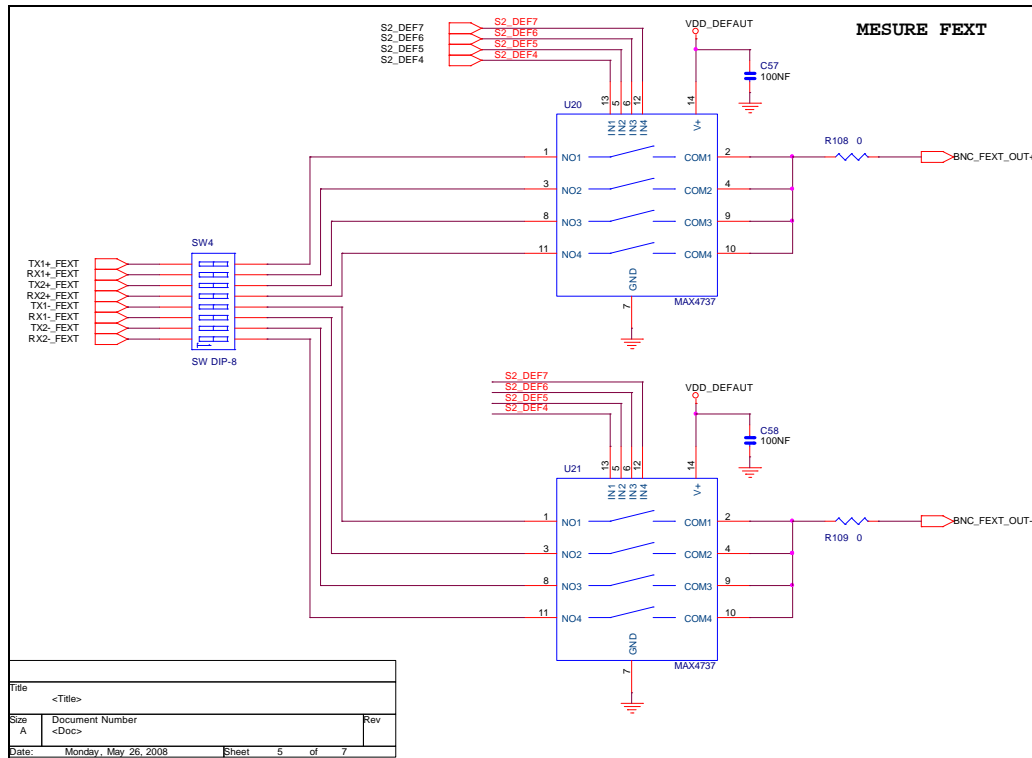 MESURE FEXT
S2_DEF7 S2_DEF7
S2_DEF6 S2_DEF6
S2_DEF5 S2_DEF5
S2_DEF4 S2_DEF4
VDD_DEFAUT
C57
100NF
U20
13 5 6 12 14
IN1 IN2 IN3 IN4 V+
1 NO1 COM1 2
3 NO2 COM2 4
8 NO3 COM3 9
11 NO4 COM4 10
GND
7
MAX4737
R108 0
BNC_FEXT_OUT+
SW4
TX1+_FEXT
RX1+_FEXT
TX2+_FEXT
RX2+_FEXT
TX1-_FEXT
RX1-_FEXT
TX2-_FEXT
RX2-_FEXT
SW DIP-8
S2_DEF7
S2_DEF6
S2_DEF5
S2_DEF4
VDD_DEFAUT
C58
100NF
U21
13 5 6 12 14
IN1 IN2 IN3 IN4 V+
1 NO1 COM1 2
3 NO2 COM2 4
8 NO3 COM3 9
11 NO4 COM4 10
GND
7
MAX4737
BNC_FEXT_OUT-
R109 0
Title
<Title>
Size Document Number Rev
A <Doc>
Date: Monday, May 26, 2008 Sheet 5 of 7